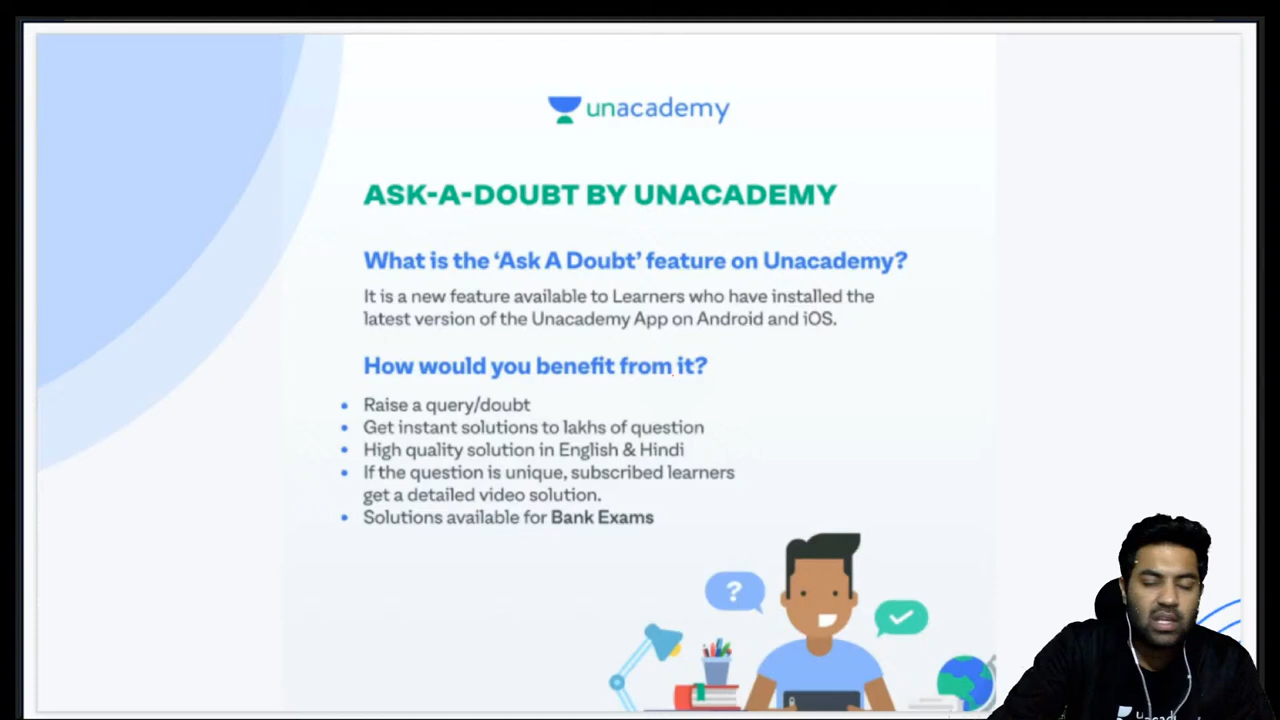 unacademy
ASK-A-DOUBT BY UNACADEMY
What is the ‘Ask A Doubt’ feature on Unacademy?
It is a new feature available to Learners who have installed the
latest version of the Unacademy App on Android and iOS.
How would you benefit from it?
• Raise a query/doubt
• Get instant solutions to lakhs of question
• High quality solution in English & Hindi
• If the question is unique, subscribed learners
get a detailed video solution.
• Solutions available for Bank Exams
?